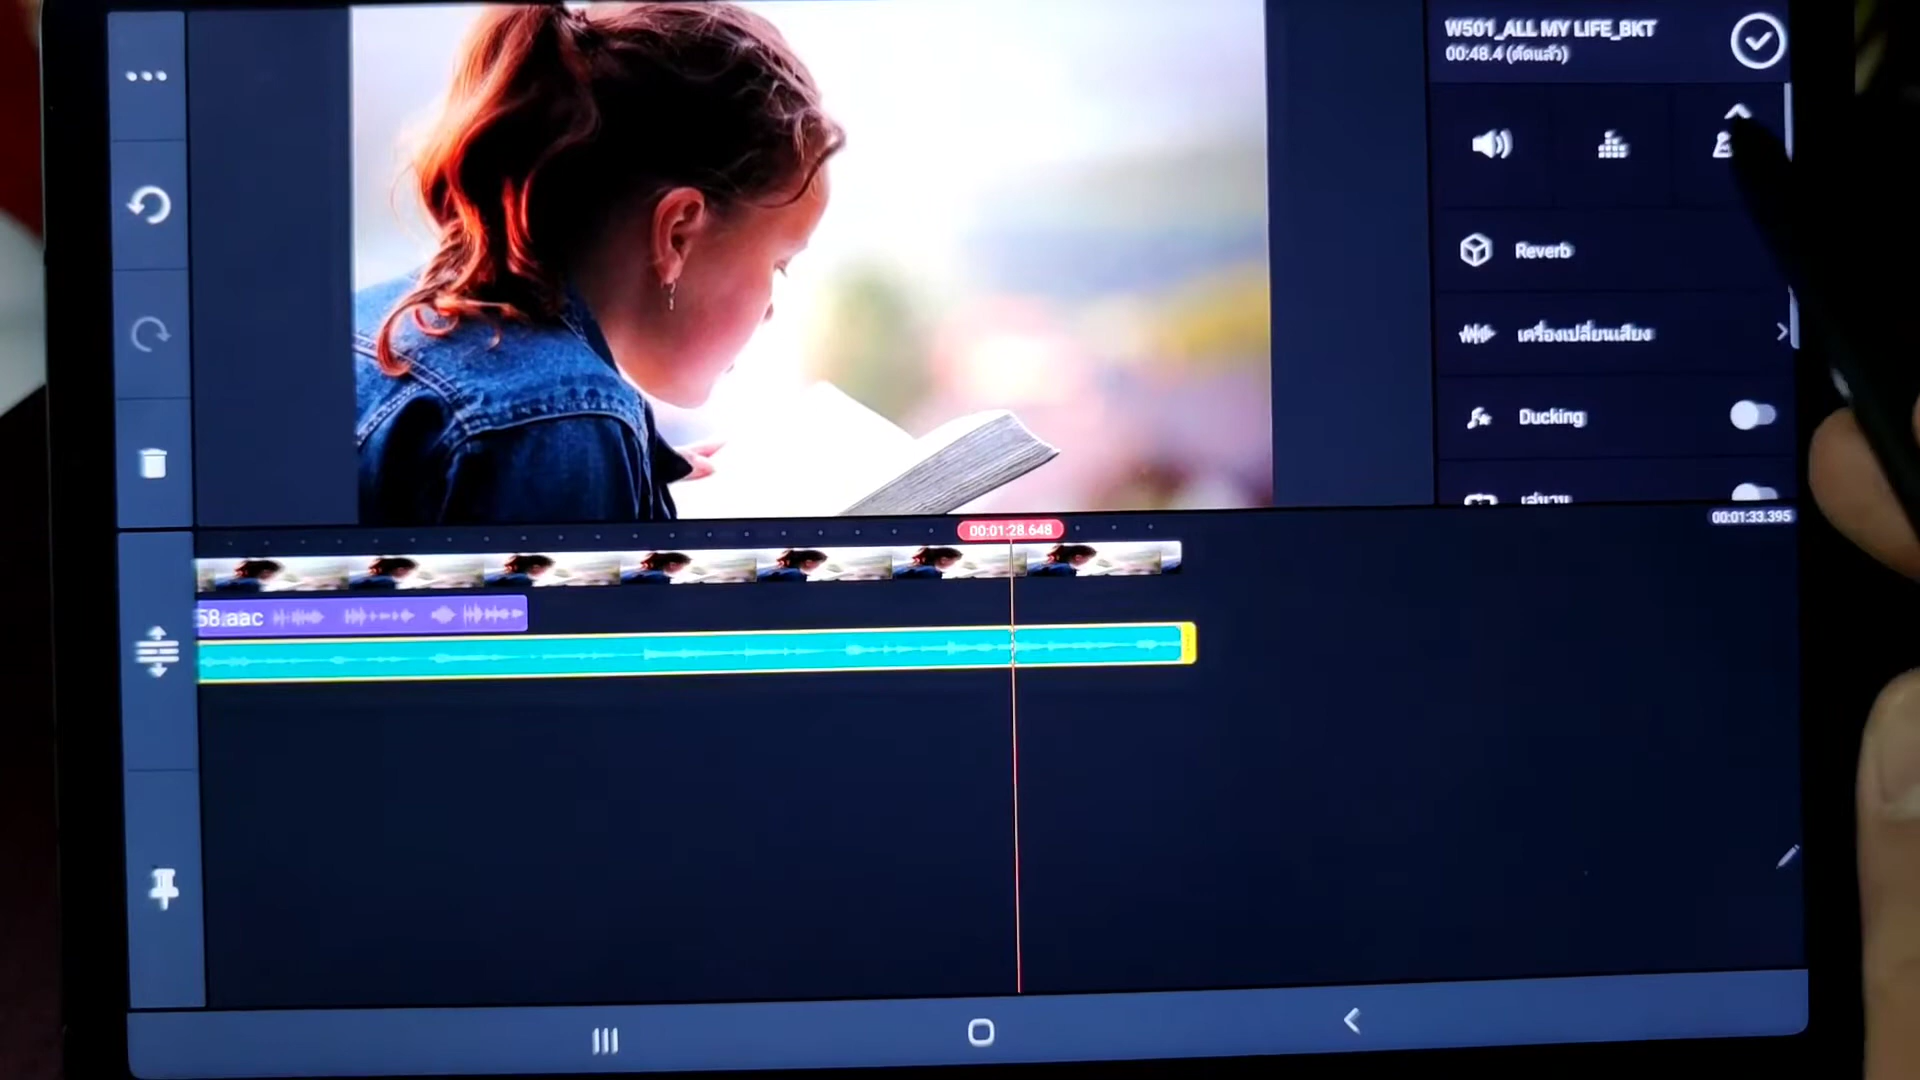 W501_ALL MY LIFE_BKT
00:48.4 (ตัดแล้ว)
Reverb
เครื่องเปลี่ยนเสียง
Ducking
00:01:28.648
00:01:33.395
58.aac